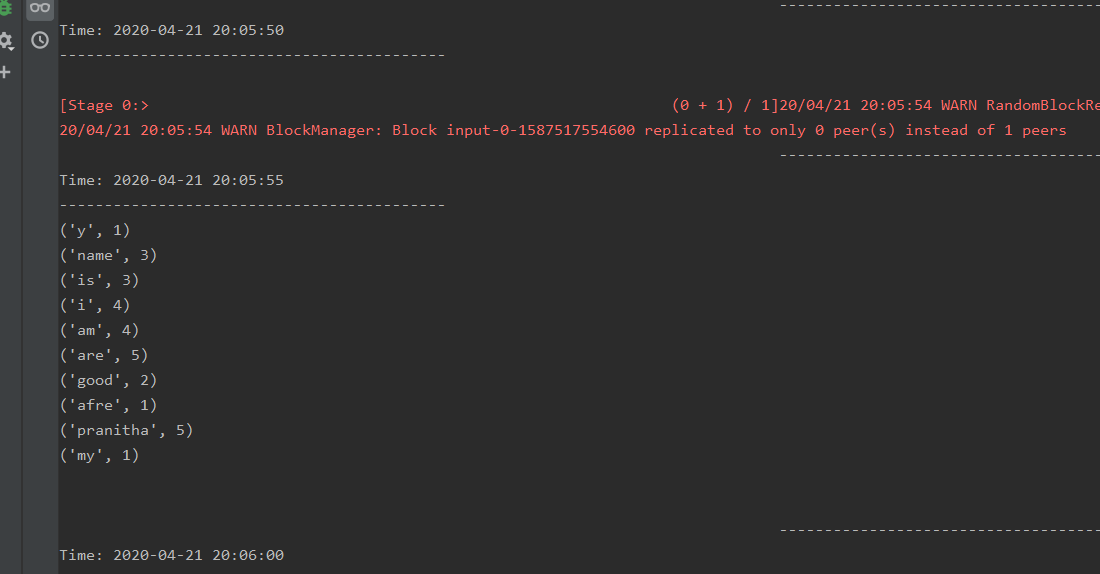 -------------------------------------
Time: 2020-04-21 20:05:50
-------------------------------------------
[Stage 0:> (0 + 1) / 1]20/04/21 20:05:54 WARN
20/04/21 20:05:54 WARN BlockManager: Block input-0-1587517554600 replicated to only 0 peer(s) instead of 1 peers
-------------------------------------
Time: 2020-04-21 20:05:55
-------------------------------------------
('y', 1)
('name', 3)
('is', 3)
('i', 4)
('am', 4)
('are', 5)
('good', 2)
('afre', 1)
('pranitha', 5)
('my', 1)
-------------------------------------
Time: 2020-04-21 20:06:00